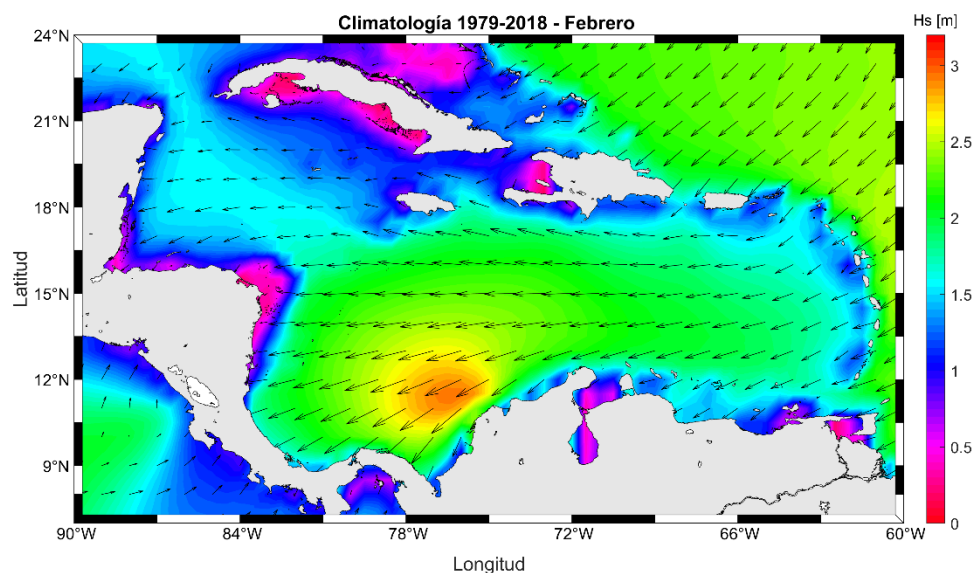 Climatología 1979-2018 - Febrero
Hs [m]
24°N
21°N
18°N
15°N
12°N
9°N
Latitud
90°W
84°W
78°W
72°W
66°W
60°W
Longitud
3
2.5
2
1.5
1
0.5
0